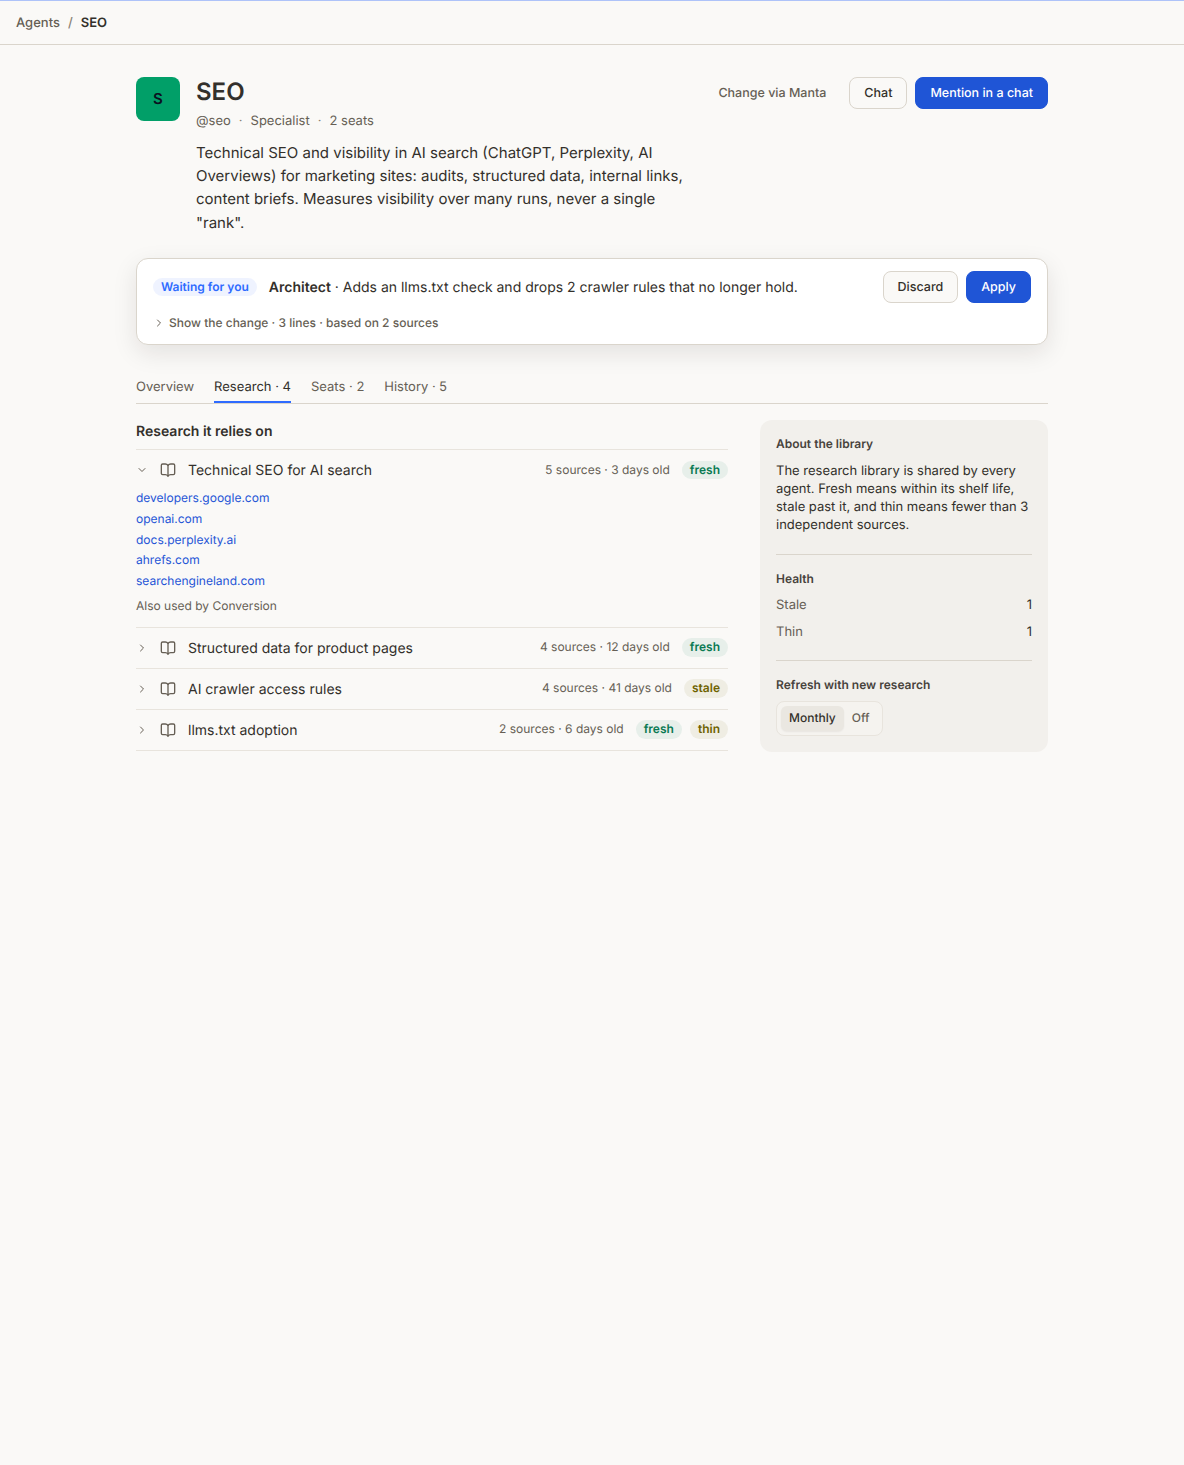 Agents / SEO
S
SEO
@seo · Specialist · 2 seats
Change via Manta
Chat
Mention in a chat
Technical SEO and visibility in AI search (ChatGPT, Perplexity, AI
Overviews) for marketing sites: audits, structured data, internal links,
content briefs. Measures visibility over many runs, never a single
"rank".
Waiting for you
Architect · Adds an llms.txt check and drops 2 crawler rules that no longer hold.
Discard
Apply
Show the change · 3 lines · based on 2 sources
Overview
Research · 4
Seats · 2
History · 5
Research it relies on
Technical SEO for AI search
5 sources · 3 days old
fresh
developers.google.com
openai.com
docs.perplexity.ai
ahrefs.com
searchengineland.com
Also used by Conversion
Structured data for product pages
4 sources · 12 days old
fresh
AI crawler access rules
4 sources · 41 days old
stale
llms.txt adoption
2 sources · 6 days old
fresh
thin
About the library
The research library is shared by every
agent. Fresh means within its shelf life,
stale past it, and thin means fewer than 3
independent sources.
Health
Stale 1
Thin 1
Refresh with new research
Monthly
Off